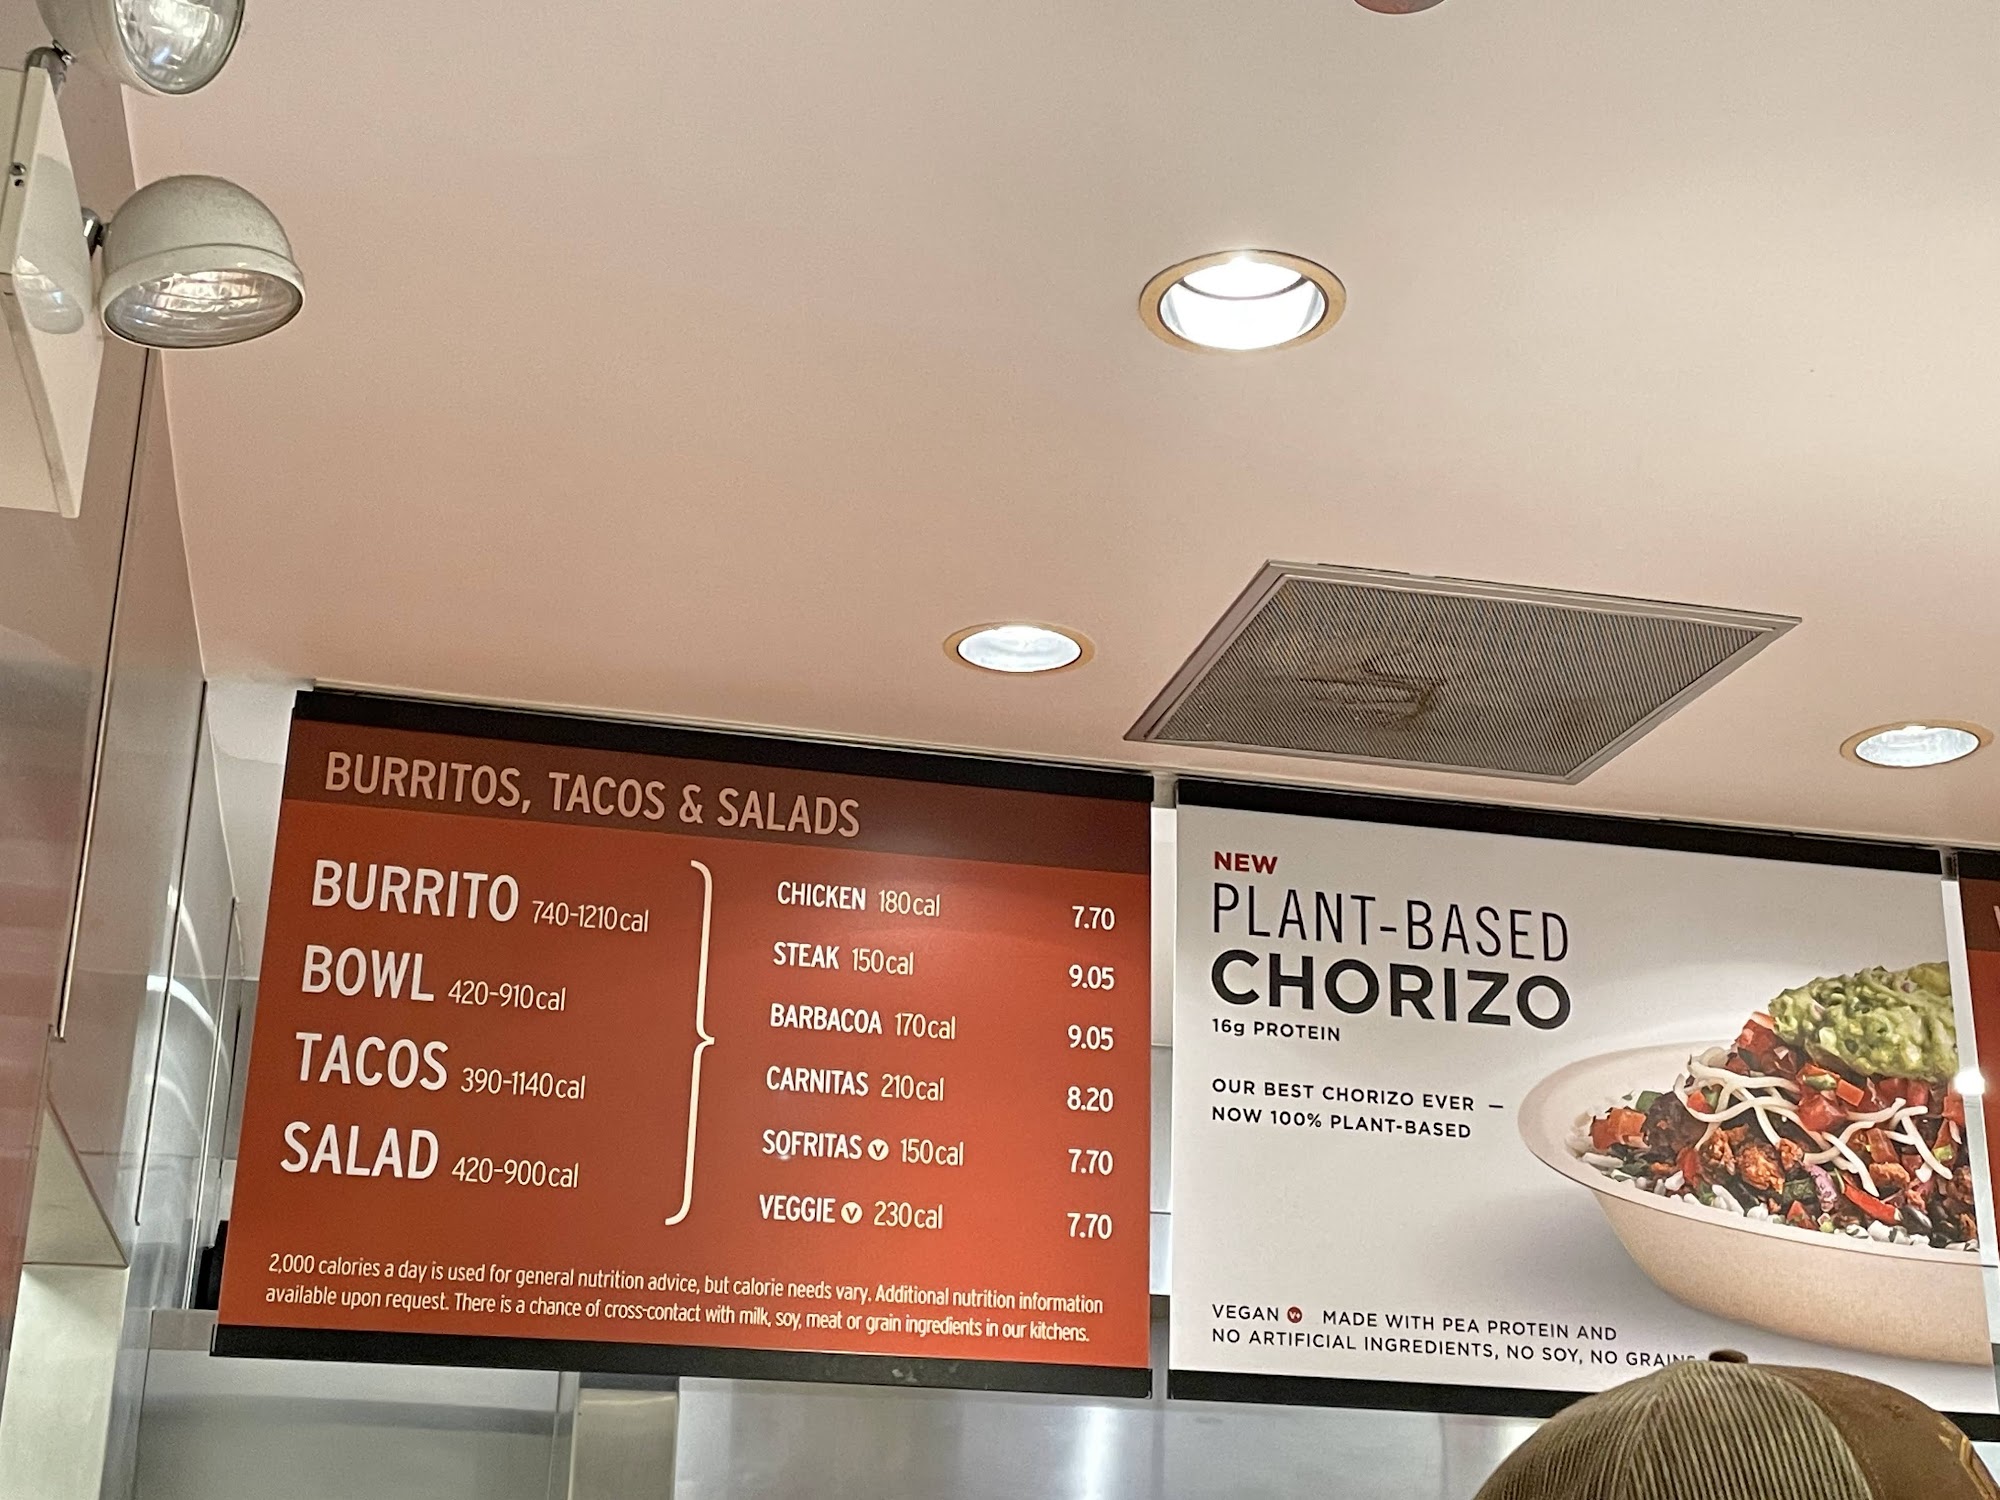 BURRITOS, TACOS & SALADS
BURRITO 740-1210cal
BOWL 420-910cal
TACOS 390-1140cal
SALAD 420-900cal
CHICKEN 180cal 7.70
STEAK 150cal 9.05
BARBACOA 170cal 9.05
CARNITAS 210cal 8.20
SOFRITAS V 150cal 7.70
VEGGIE V 230cal 7.70
2,000 calories a day is used for general nutrition advice, but calorie needs vary. Additional nutrition information
available upon request. There is a chance of cross-contact with milk, soy, meat or grain ingredients in our kitchens.
NEW
PLANT-BASED
CHORIZO
16g PROTEIN
OUR BEST CHORIZO EVER —
NOW 100% PLANT-BASED
VEGAN V+ MADE WITH PEA PROTEIN AND
NO ARTIFICIAL INGREDIENTS, NO SOY, NO GRAINS